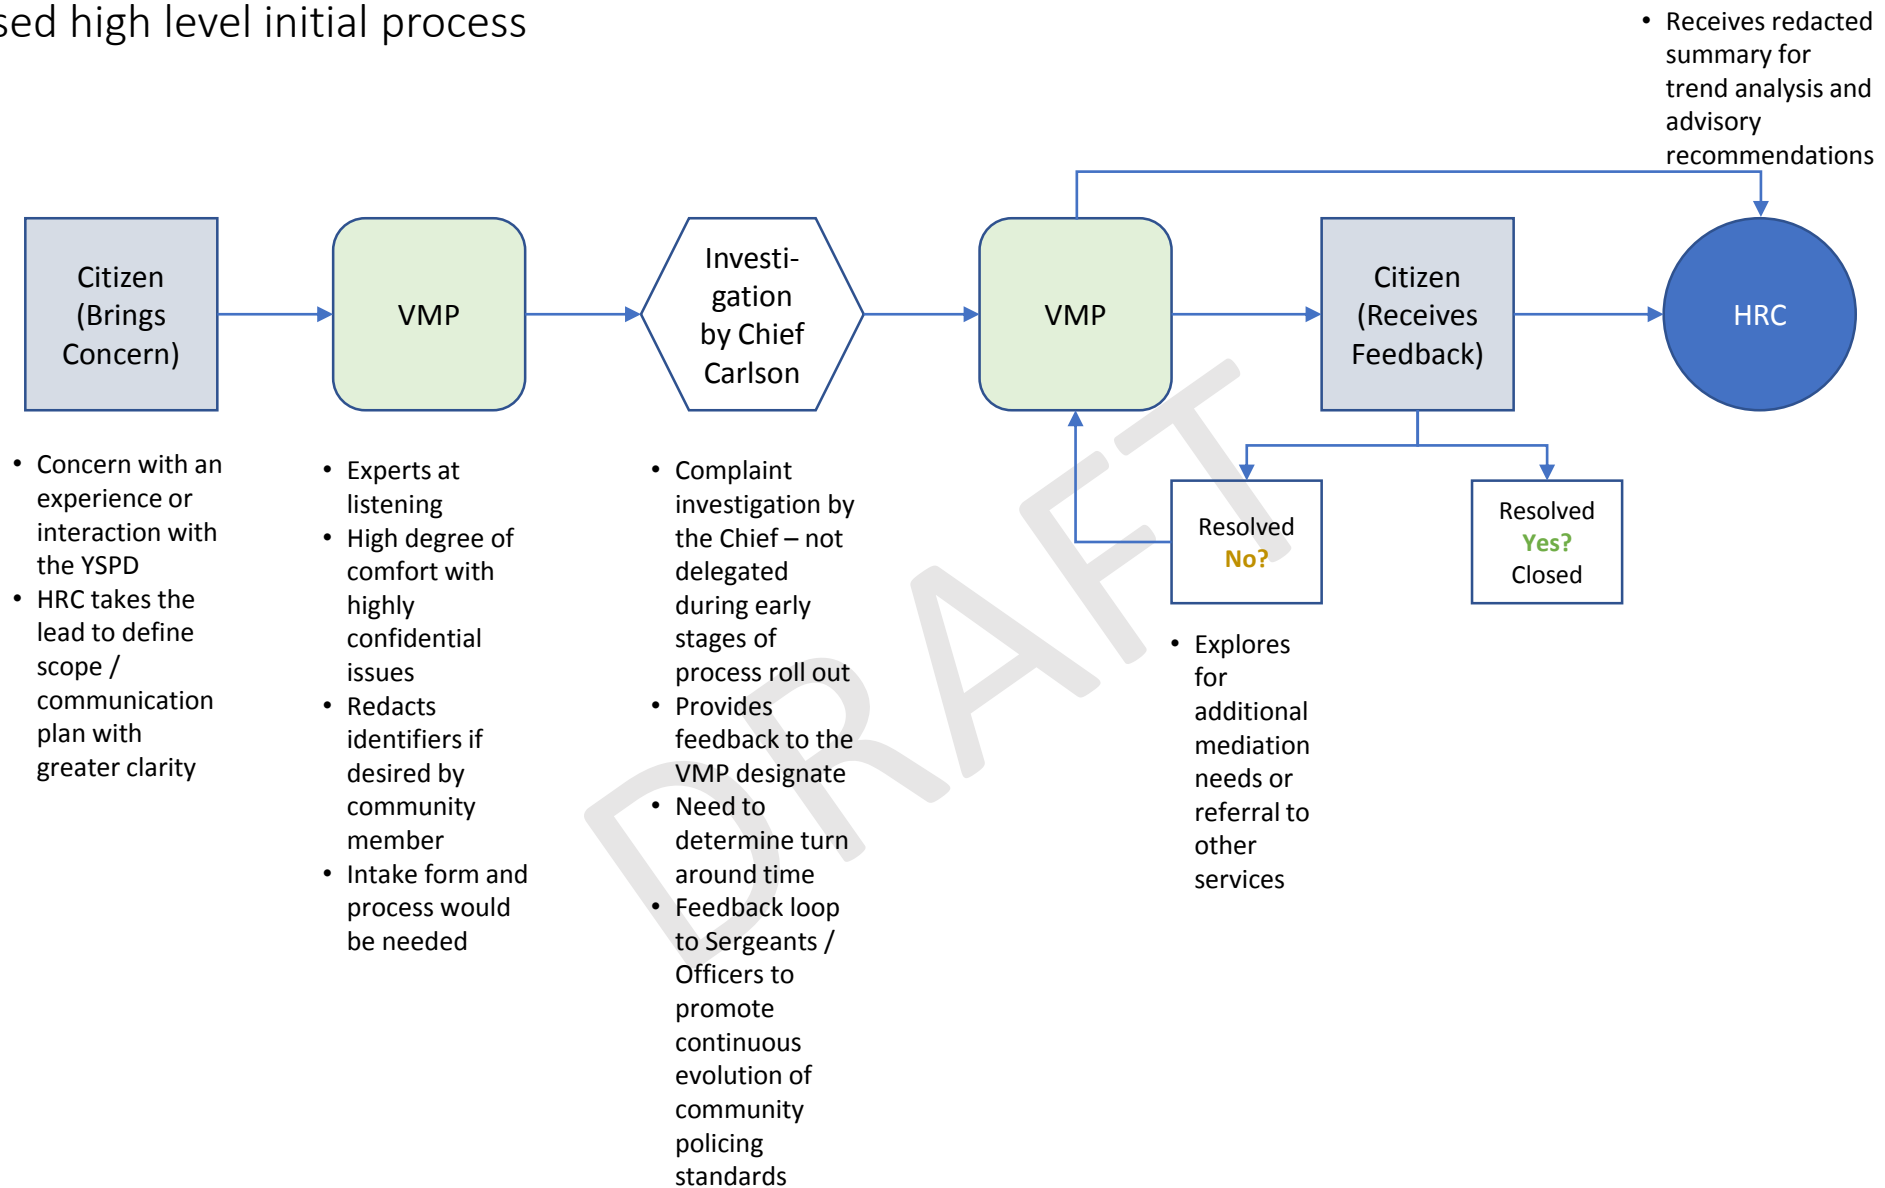 sed high level initial process
• Receives redacted
summary for
trend analysis and
advisory
recommendations
Citizen
(Brings
Concern)
VMP
Investi-
gation
by Chief
Carlson
VMP
Citizen
(Receives
Feedback)
HRC
• Concern with an
experience or
interaction with
the YSPD
• HRC takes the
lead to define
scope /
communication
plan with
greater clarity
• Experts at
listening
• High degree of
comfort with
highly
confidential
issues
• Redacts
identifiers if
desired by
community
member
• Intake form and
process would
be needed
• Complaint
investigation by
the Chief – not
delegated
during early
stages of
process roll out
• Provides
feedback to the
VMP designate
• Need to
determine turn
around time
• Feedback loop
to Sergeants /
Officers to
promote
continuous
evolution of
community
policing
standards
Resolved
No?
Resolved
Yes?
Closed
• Explores
for
additional
mediation
needs or
referral to
other
services
DRAFT